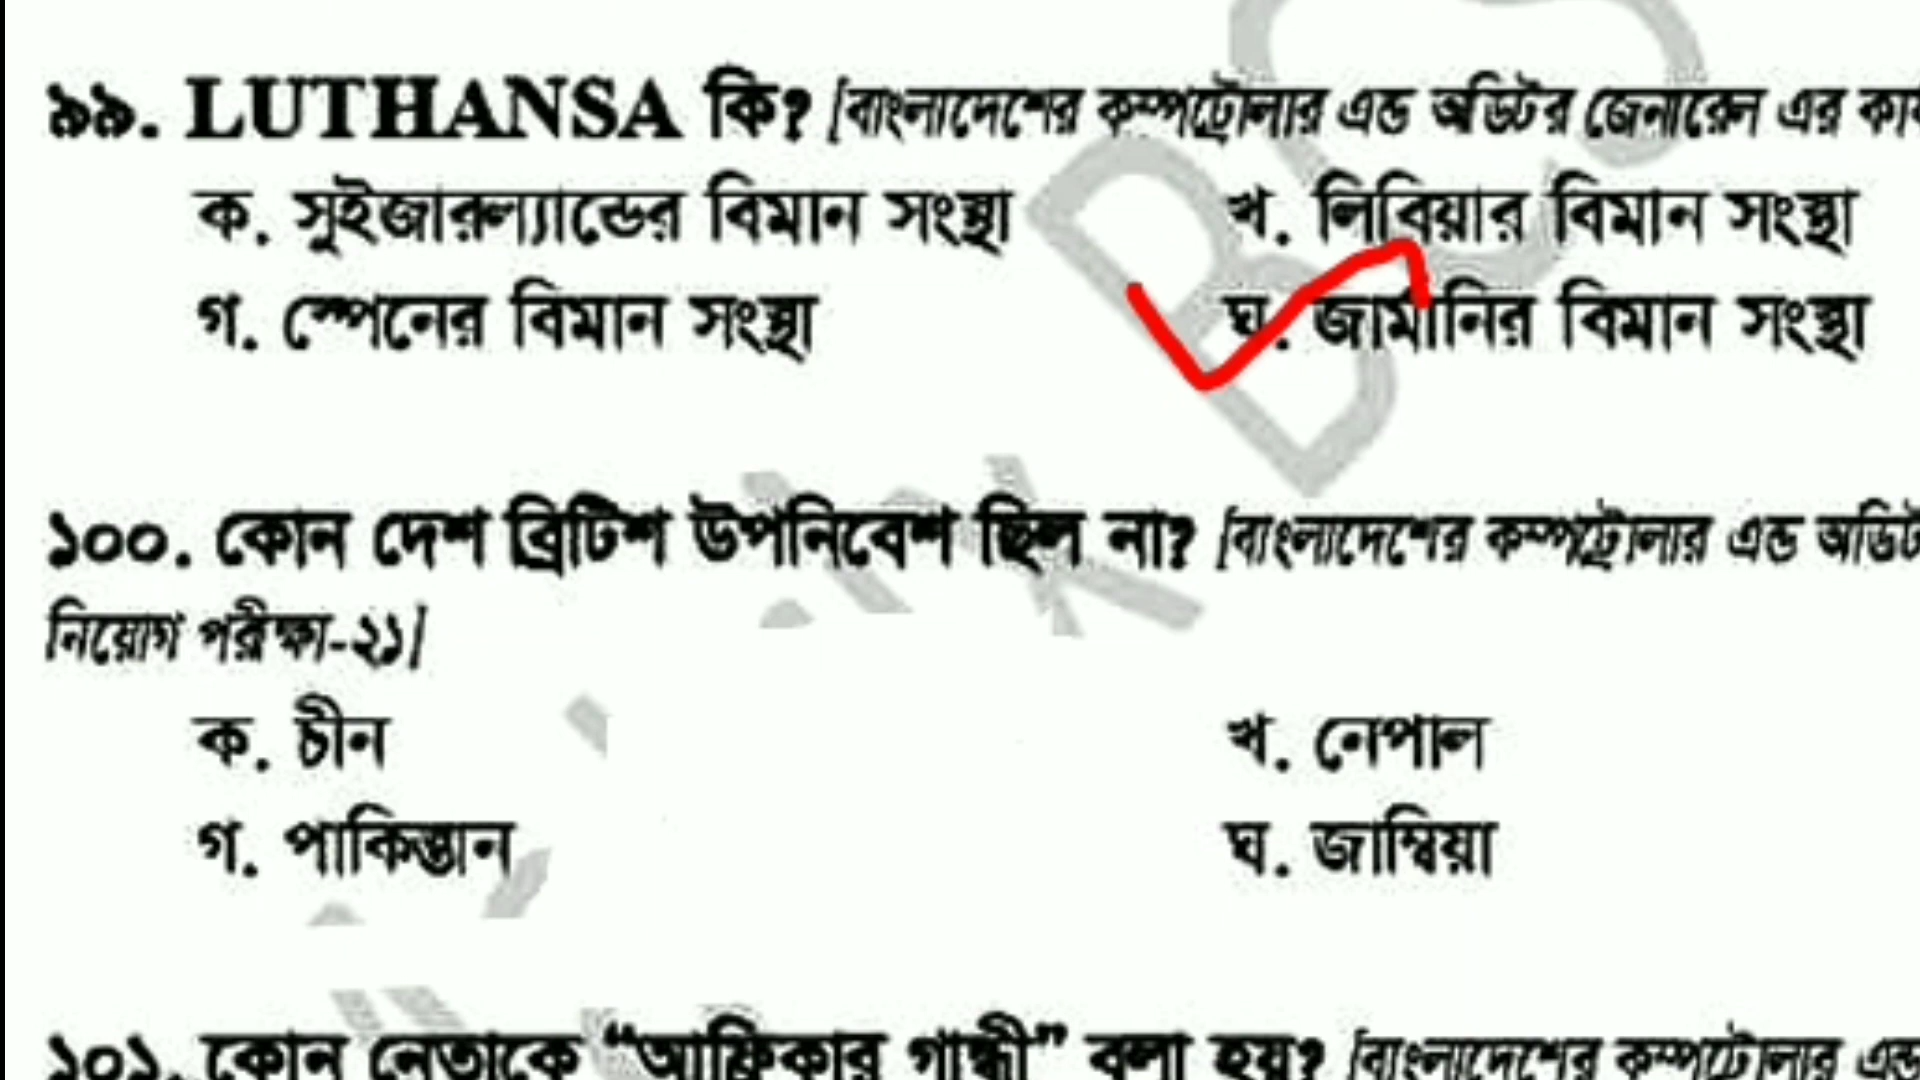 ৯৯. LUTHANSA কি? [বাংলাদেশের কম্পট্রোলার এন্ড অডিটর জেনারেল এর কার্য
ক. সুইজারল্যান্ডের বিমান সংস্থা খ. লিবিয়ার বিমান সংস্থা
গ. স্পেনের বিমান সংস্থা ঘ. জার্মানির বিমান সংস্থা
১০০. কোন দেশ ব্রিটিশ উপনিবেশ ছিল না? [বাংলাদেশের কম্পট্রোলার এন্ড অডিট
নিয়োগ পরীক্ষা-২১]
ক. চীন খ. নেপাল
গ. পাকিস্তান ঘ. জাম্বিয়া
১০১. কোন নেতাকে “আফ্রিকার গান্ধী” বলা হয়? [বাংলাদেশের কম্পট্রোলার এন্ড